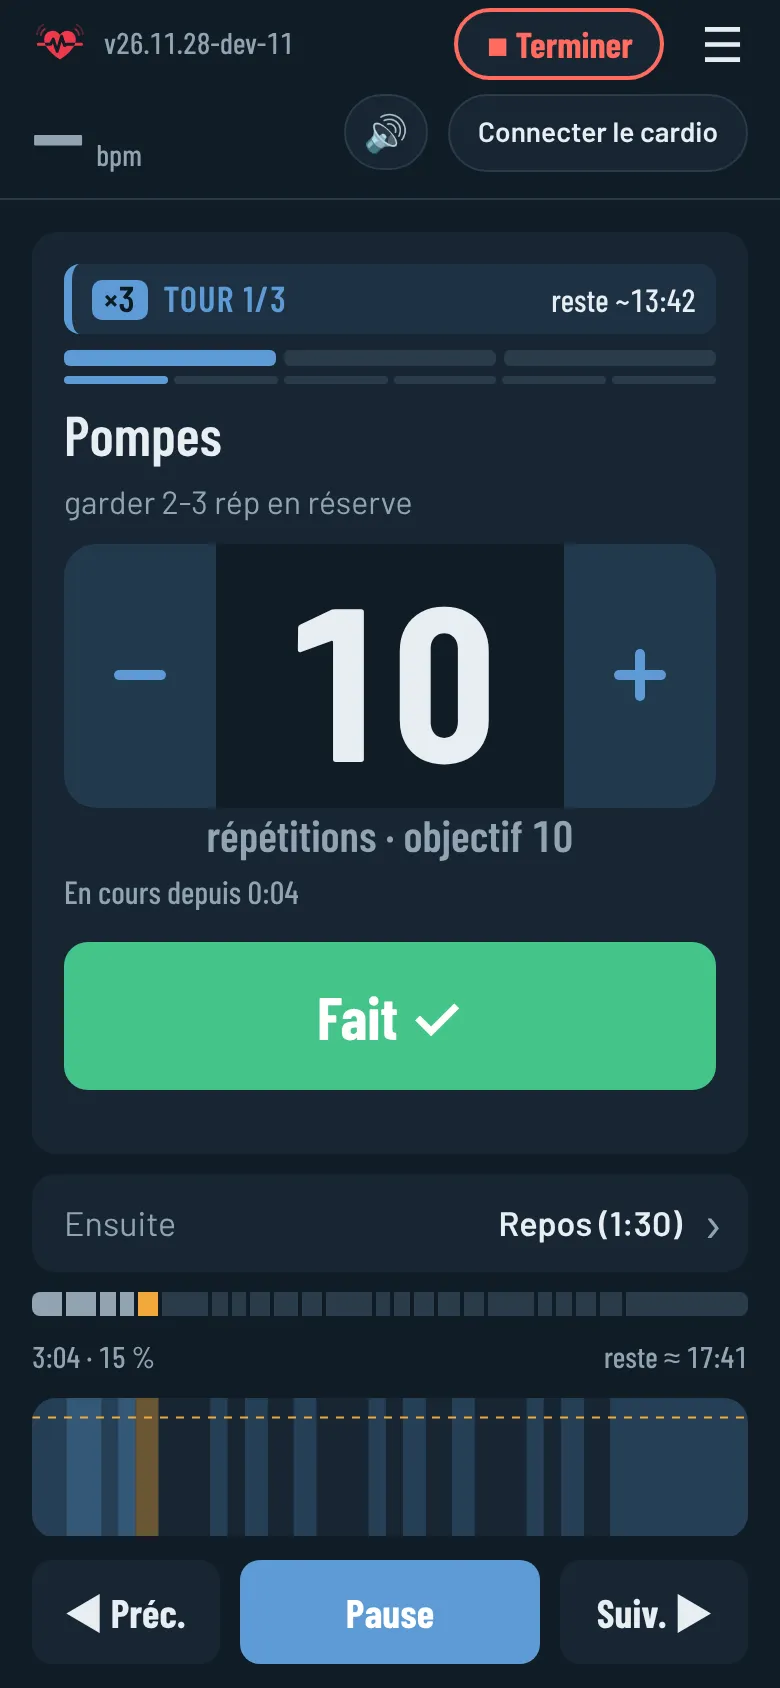 v26.11.28-dev-11
■ Terminer
— bpm
Connecter le cardio
×3 TOUR 1/3
reste ~13:42
Pompes
garder 2-3 rép en réserve
− 10 +
répétitions · objectif 10
En cours depuis 0:04
Fait ✓
Ensuite
Repos (1:30) ›
3:04 · 15 %
reste ≈ 17:41
◀ Préc.
Pause
Suiv. ▶